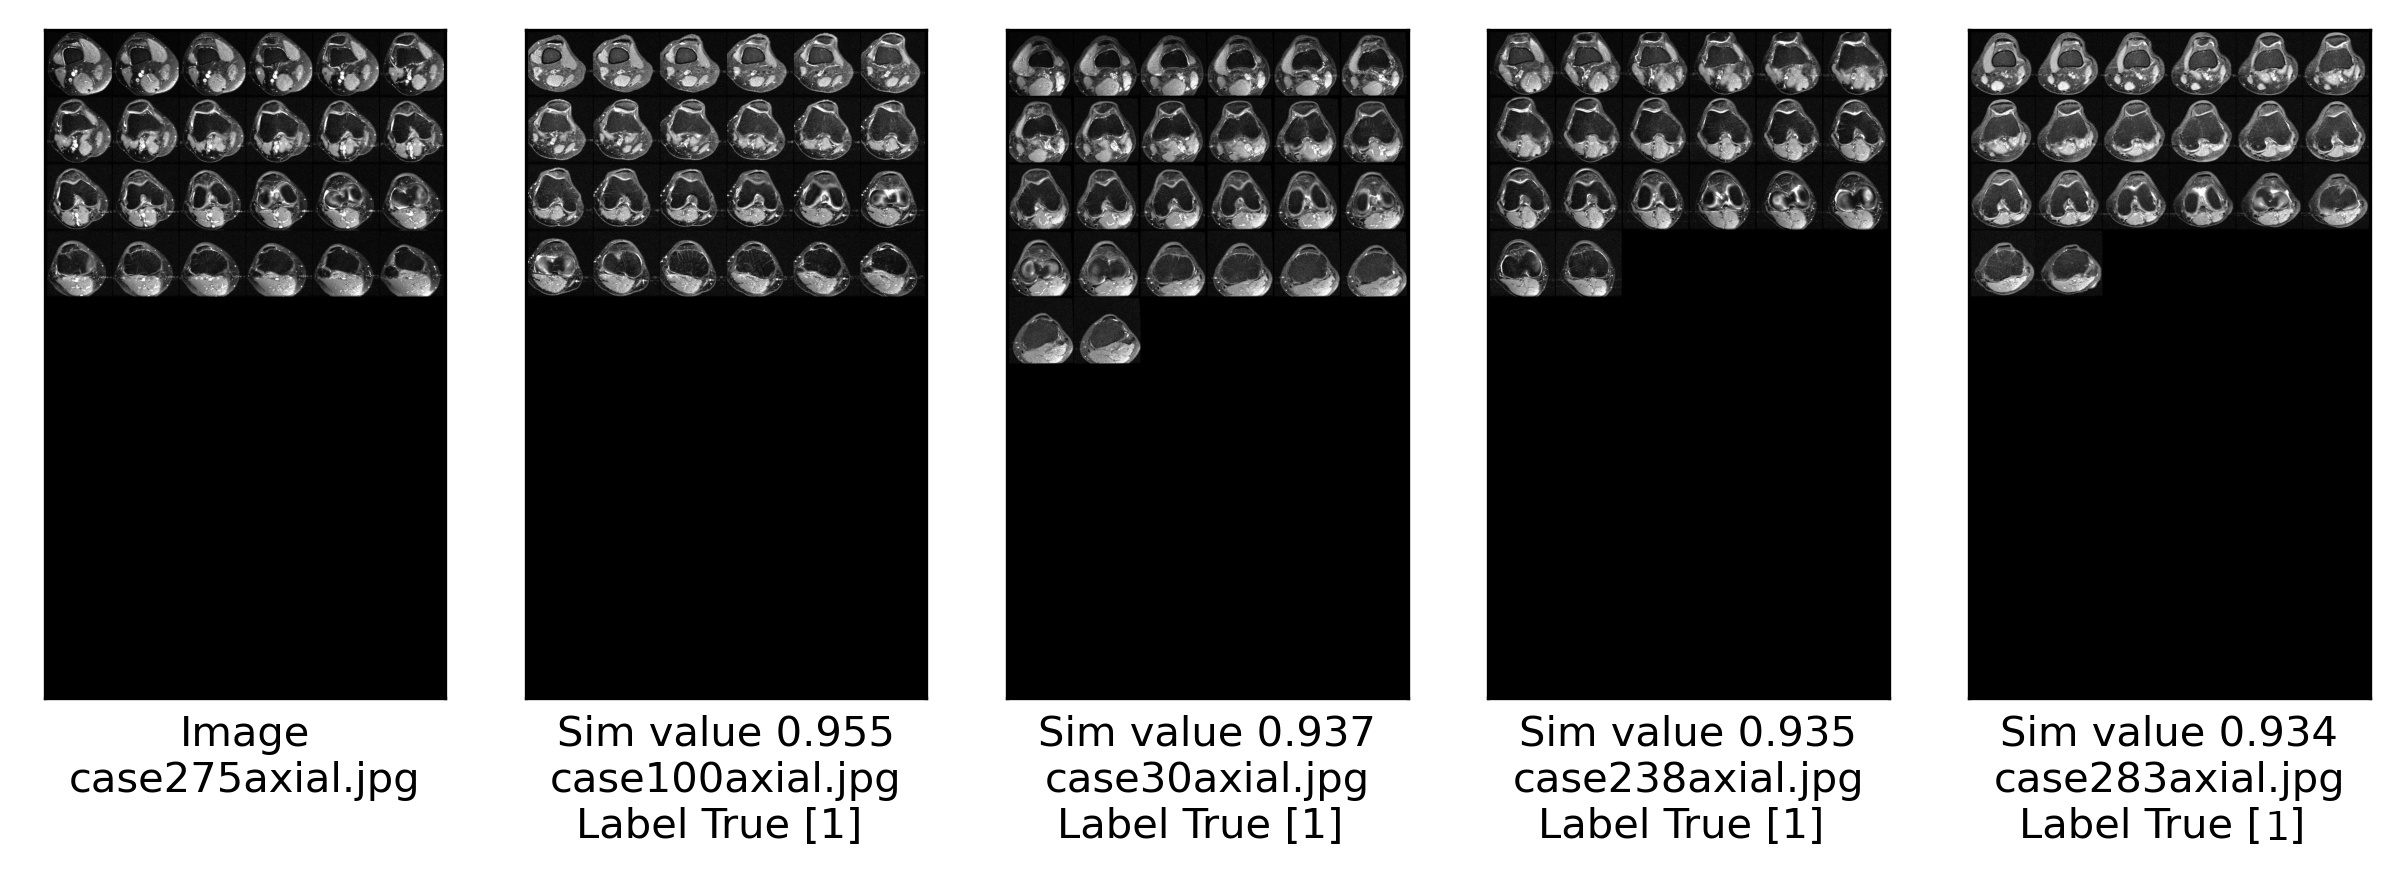 Image
case275axial.jpg
Sim value 0.955
case100axial.jpg
Label True [1]
Sim value 0.937
case30axial.jpg
Label True [1]
Sim value 0.935
case238axial.jpg
Label True [1]
Sim value 0.934
case283axial.jpg
Label True [1]